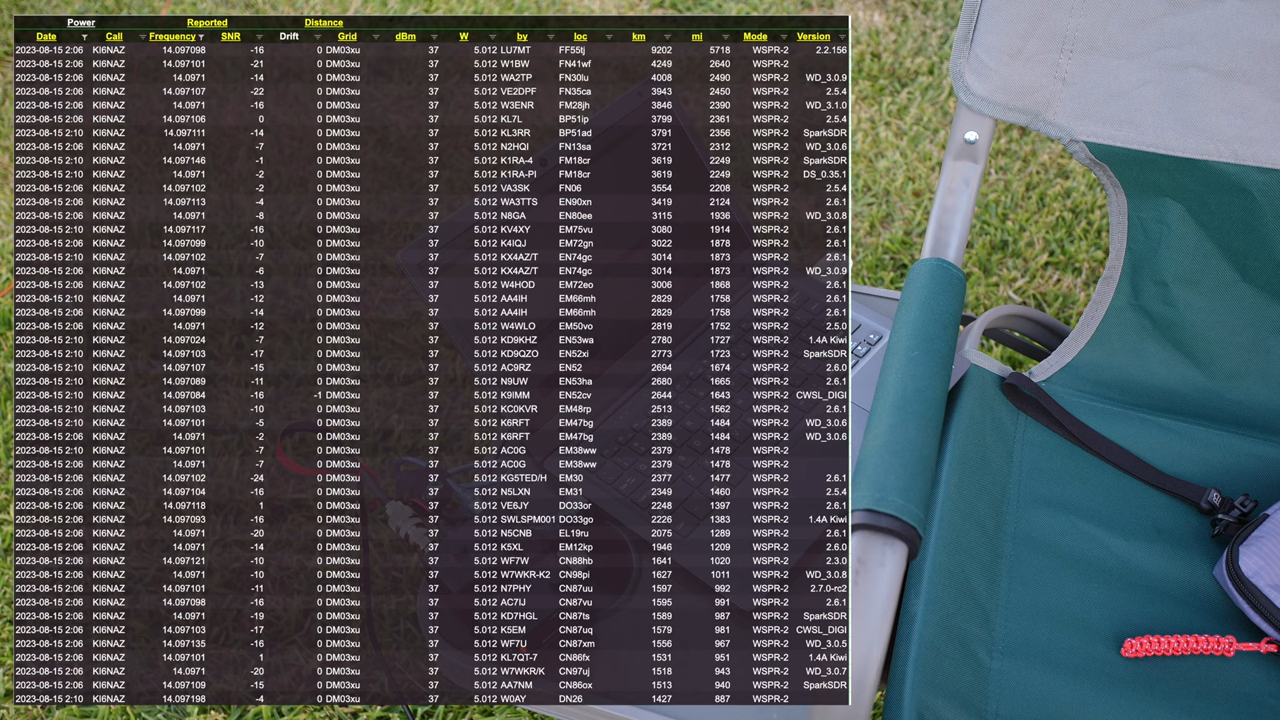 Power Reported Distance
Date Call Frequency SNR Drift Grid dBm W by loc km mi Mode Version
2023-08-15 2:06 KI6NAZ 14.097098 -16 0 DM03xu 37 5.012 LU7MT FF55tj 9202 5718 WSPR-2 2.2.156
2023-08-15 2:06 KI6NAZ 14.097101 -21 0 DM03xu 37 5.012 W1BW FN41wf 4249 2640 WSPR-2
2023-08-15 2:06 KI6NAZ 14.0971 -14 0 DM03xu 37 5.012 WA2TP FN30lu 4008 2490 WSPR-2 WD_3.0.9
2023-08-15 2:06 KI6NAZ 14.097107 -22 0 DM03xu 37 5.012 VE2DPF FN35ca 3943 2450 WSPR-2 2.5.4
2023-08-15 2:06 KI6NAZ 14.0971 -16 0 DM03xu 37 5.012 W3ENR FM28jh 3846 2390 WSPR-2 WD_3.1.0
2023-08-15 2:06 KI6NAZ 14.097106 0 0 DM03xu 37 5.012 KL7L BP51ip 3799 2361 WSPR-2 2.5.4
2023-08-15 2:10 KI6NAZ 14.097111 -14 0 DM03xu 37 5.012 KL3RR BP51ad 3791 2356 WSPR-2 SparkSDR
2023-08-15 2:06 KI6NAZ 14.0971 -7 0 DM03xu 37 5.012 N2HQI FN13sa 3721 2312 WSPR-2 WD_3.0.6
2023-08-15 2:10 KI6NAZ 14.097146 -1 0 DM03xu 37 5.012 K1RA-4 FM18cr 3619 2249 WSPR-2 SparkSDR
2023-08-15 2:10 KI6NAZ 14.0971 -2 0 DM03xu 37 5.012 K1RA-PI FM18cr 3619 2249 WSPR-2 DS_0.35.1
2023-08-15 2:06 KI6NAZ 14.097102 -2 0 DM03xu 37 5.012 VA3SK FN06 3554 2208 WSPR-2 2.5.4
2023-08-15 2:06 KI6NAZ 14.097113 -4 0 DM03xu 37 5.012 WA3TTS EN90xn 3419 2124 WSPR-2 2.6.1
2023-08-15 2:06 KI6NAZ 14.0971 -8 0 DM03xu 37 5.012 N8GA EN80ee 3115 1936 WSPR-2 WD_3.0.8
2023-08-15 2:10 KI6NAZ 14.097117 -16 0 DM03xu 37 5.012 KV4XY EM75vu 3080 1914 WSPR-2 2.6.1
2023-08-15 2:06 KI6NAZ 14.097099 -10 0 DM03xu 37 5.012 K4IQJ EM72gn 3022 1878 WSPR-2 2.6.1
2023-08-15 2:10 KI6NAZ 14.097102 -7 0 DM03xu 37 5.012 KX4AZ/T EN74gc 3014 1873 WSPR-2 2.6.1
2023-08-15 2:06 KI6NAZ 14.0971 -6 0 DM03xu 37 5.012 KX4AZ/T EN74gc 3014 1873 WSPR-2 WD_3.0.9
2023-08-15 2:06 KI6NAZ 14.097102 -13 0 DM03xu 37 5.012 W4HOD EM72eo 3006 1868 WSPR-2 2.6.1
2023-08-15 2:10 KI6NAZ 14.0971 -12 0 DM03xu 37 5.012 AA4IH EM66mh 2829 1758 WSPR-2 2.6.1
2023-08-15 2:06 KI6NAZ 14.097099 -14 0 DM03xu 37 5.012 AA4IH EM66mh 2829 1758 WSPR-2 2.6.1
2023-08-15 2:06 KI6NAZ 14.0971 -12 0 DM03xu 37 5.012 W4WLO EM50vo 2819 1752 WSPR-2 2.5.0
2023-08-15 2:06 KI6NAZ 14.097024 -7 0 DM03xu 37 5.012 KD9KHZ EN53wa 2780 1727 WSPR-2 1.4A Kiwi
2023-08-15 2:06 KI6NAZ 14.097103 -17 0 DM03xu 37 5.012 KD9QZO EN52xi 2773 1723 WSPR-2 SparkSDR
2023-08-15 2:06 KI6NAZ 14.097107 -15 0 DM03xu 37 5.012 AC9RZ EN52 2694 1674 WSPR-2 2.6.0
2023-08-15 2:06 KI6NAZ 14.097089 -11 0 DM03xu 37 5.012 N9UW EN53ha 2680 1665 WSPR-2 2.6.1
2023-08-15 2:10 KI6NAZ 14.097084 -16 -1 DM03xu 37 5.012 K9IMM EN52cv 2644 1643 WSPR-2 CWSL_DIGI
2023-08-15 2:06 KI6NAZ 14.097103 -10 0 DM03xu 37 5.012 KC0KVR EM48rp 2513 1562 WSPR-2 2.6.1
2023-08-15 2:10 KI6NAZ 14.097101 -5 0 DM03xu 37 5.012 K6RFT EM47bg 2389 1484 WSPR-2 WD_3.0.6
2023-08-15 2:06 KI6NAZ 14.0971 -2 0 DM03xu 37 5.012 K6RFT EM47bg 2389 1484 WSPR-2 WD_3.0.6
2023-08-15 2:10 KI6NAZ 14.097101 -7 0 DM03xu 37 5.012 AC0G EM38ww 2379 1478 WSPR-2
2023-08-15 2:06 KI6NAZ 14.0971 -7 0 DM03xu 37 5.012 AC0G EM38ww 2379 1478 WSPR-2
2023-08-15 2:06 KI6NAZ 14.097102 -24 0 DM03xu 37 5.012 KG5TED/H EM30 2377 1477 WSPR-2 2.6.1
2023-08-15 2:06 KI6NAZ 14.097104 -16 0 DM03xu 37 5.012 N5LXN EM31 2349 1460 WSPR-2 2.5.4
2023-08-15 2:06 KI6NAZ 14.097118 1 0 DM03xu 37 5.012 VE6JY DO33or 2248 1397 WSPR-2 2.6.1
2023-08-15 2:06 KI6NAZ 14.097093 -16 0 DM03xu 37 5.012 SWLSPM001 DO33go 2226 1383 WSPR-2 1.4A Kiwi
2023-08-15 2:06 KI6NAZ 14.0971 -20 0 DM03xu 37 5.012 N5CNB EL19ru 2075 1289 WSPR-2 2.6.1
2023-08-15 2:06 KI6NAZ 14.0971 -14 0 DM03xu 37 5.012 K5XL EM12kp 1946 1209 WSPR-2 2.6.0
2023-08-15 2:06 KI6NAZ 14.097121 -10 0 DM03xu 37 5.012 WF7W CN88hb 1641 1020 WSPR-2 2.3.0
2023-08-15 2:06 KI6NAZ 14.0971 -10 0 DM03xu 37 5.012 W7WKR-K2 CN98pi 1627 1011 WSPR-2 WD_3.0.8
2023-08-15 2:06 KI6NAZ 14.097101 -11 0 DM03xu 37 5.012 N7PHY CN87uu 1597 992 WSPR-2 2.7.0-rc2
2023-08-15 2:06 KI6NAZ 14.097098 -16 0 DM03xu 37 5.012 AC7IJ CN87vu 1595 991 WSPR-2 2.6.1
2023-08-15 2:06 KI6NAZ 14.0971 -19 0 DM03xu 37 5.012 KD7HGL CN87ts 1589 987 WSPR-2 SparkSDR
2023-08-15 2:06 KI6NAZ 14.097103 -17 0 DM03xu 37 5.012 K5EM CN87uq 1579 981 WSPR-2 CWSL_DIGI
2023-08-15 2:06 KI6NAZ 14.097135 -16 0 DM03xu 37 5.012 WF7U CN87xm 1556 967 WSPR-2 WD_3.0.5
2023-08-15 2:06 KI6NAZ 14.097101 1 0 DM03xu 37 5.012 KL7QT-7 CN86fx 1531 951 WSPR-2 1.4A Kiwi
2023-08-15 2:06 KI6NAZ 14.0971 -20 0 DM03xu 37 5.012 W7WKR/K CN97uj 1518 943 WSPR-2 WD_3.0.7
2023-08-15 2:06 KI6NAZ 14.097109 -15 0 DM03xu 37 5.012 AA7NM CN86ox 1513 940 WSPR-2 SparkSDR
2023-08-15 2:10 KI6NAZ 14.097198 -4 0 DM03xu 37 5.012 W0AY DN26 1427 887 WSPR-2